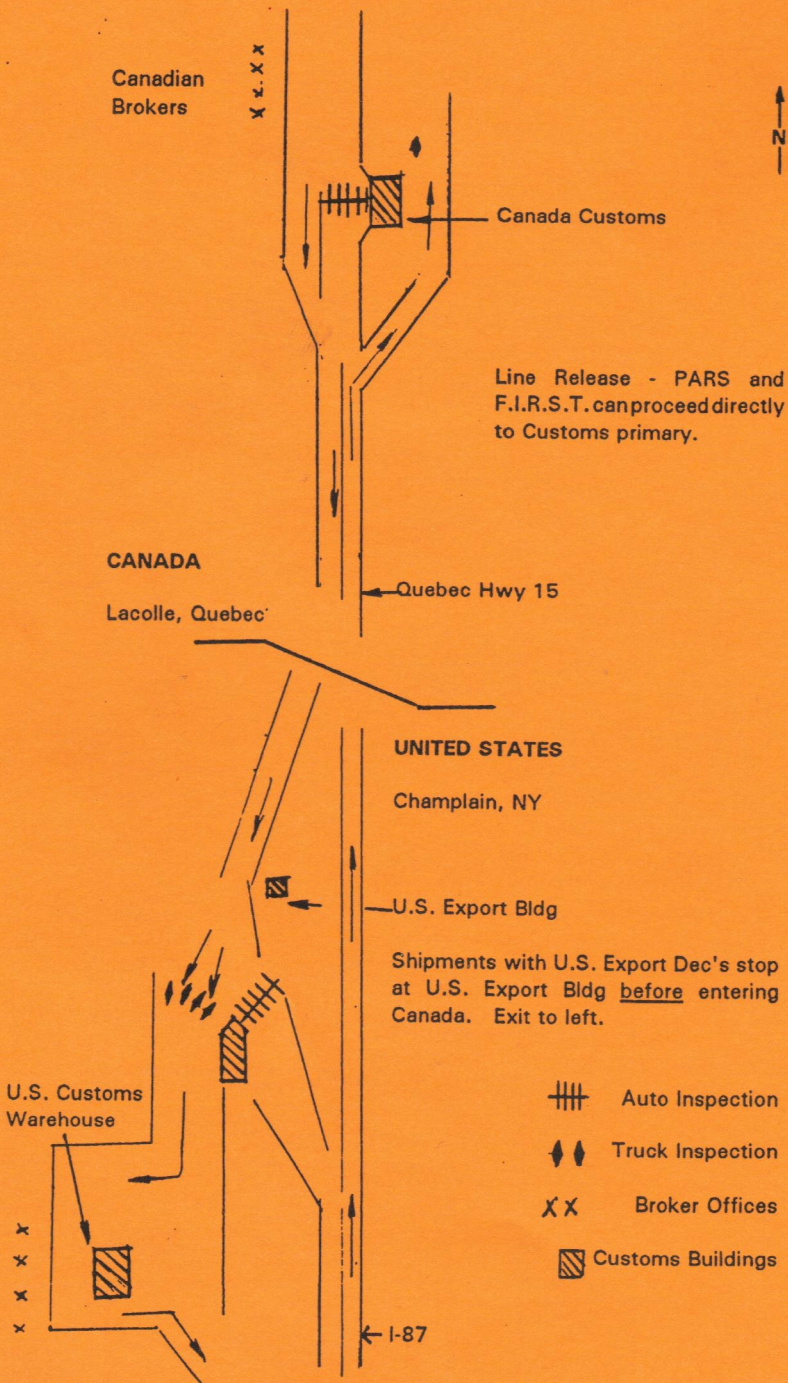 Canadian
Brokers
N
Canada Customs
Line Release - PARS and
F.I.R.S.T. can proceed directly
to Customs primary.
CANADA
Lacolle, Quebec
Quebec Hwy 15
UNITED STATES
Champlain, NY
U.S. Export Bldg
Shipments with U.S. Export Dec's stop
at U.S. Export Bldg before entering
Canada. Exit to left.
U.S. Customs
Warehouse
Auto Inspection
Truck Inspection
Broker Offices
Customs Buildings
I-87